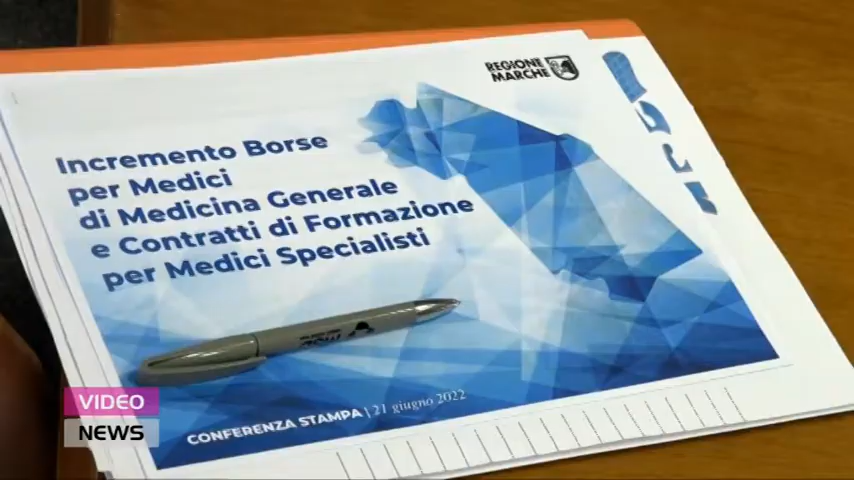 REGIONE
MARCHE
Incremento Borse
per Medici
di Medicina Generale
e Contratti di Formazione
per Medici Specialisti
CONFERENZA STAMPA | 21 giugno 2022
VIDEO
NEWS